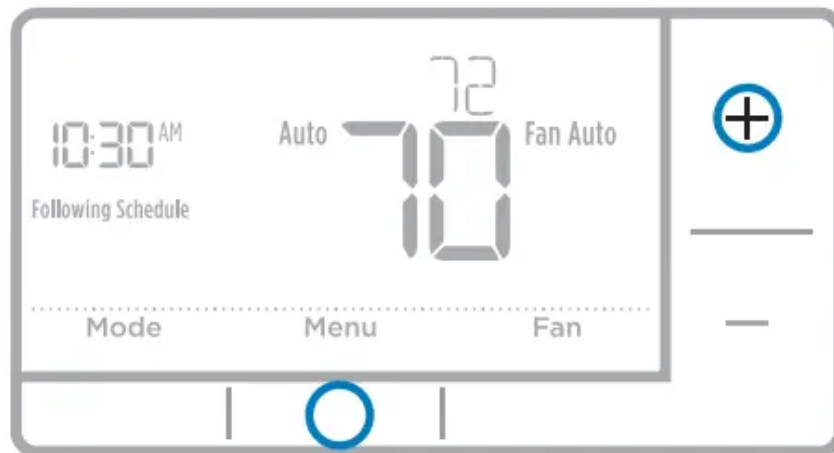 72
10:30 AM
Auto 70 Fan Auto
Following Schedule
Mode Menu Fan
+
−